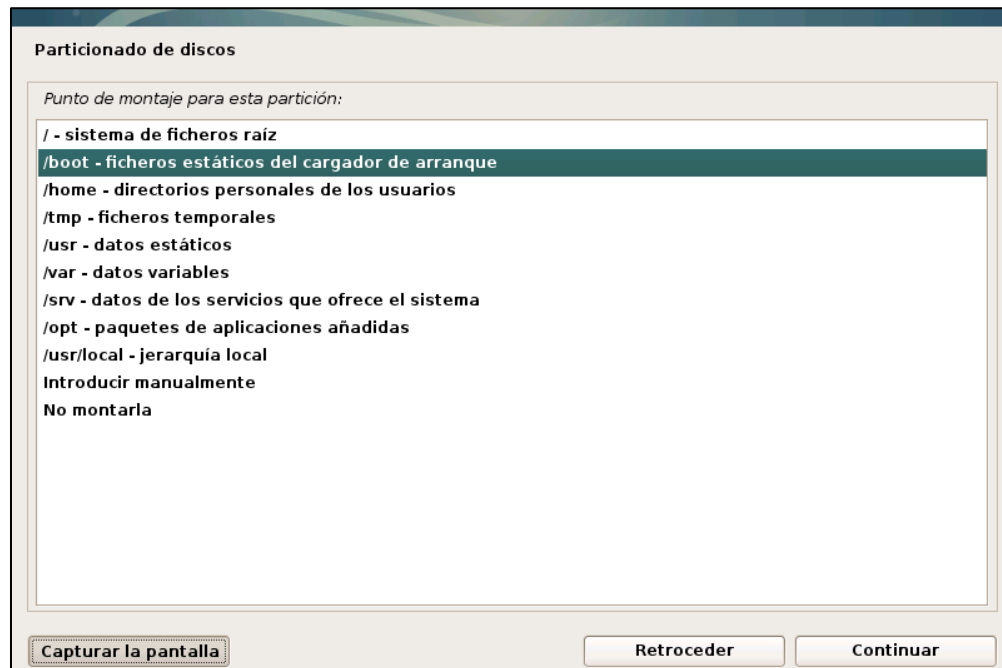 Particionado de discos
Punto de montaje para esta partición:
/ - sistema de ficheros raíz
/boot - ficheros estáticos del cargador de arranque
/home - directorios personales de los usuarios
/tmp - ficheros temporales
/usr - datos estáticos
/var - datos variables
/srv - datos de los servicios que ofrece el sistema
/opt - paquetes de aplicaciones añadidas
/usr/local - jerarquía local
Introducir manualmente
No montarla
Capturar la pantalla
Retroceder
Continuar